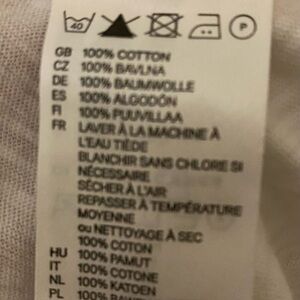 40 P
GB 100% COTTON
CZ 100% BAVLNA
DE 100% BAUMWOLLE
ES 100% ALGODÓN
FI 100% PUUVILLAA
FR LAVER À LA MACHINE À
L'EAU TIÈDE
BLANCHIR SANS CHLORE SI
NÉCESSAIRE
SÉCHER À L'AIR
REPASSER À TEMPÉRATURE
MOYENNE
ou NETTOYAGE À SEC
100% COTON
HU 100% PAMUT
IT 100% COTONE
NL 100% KATOEN
PL 100%